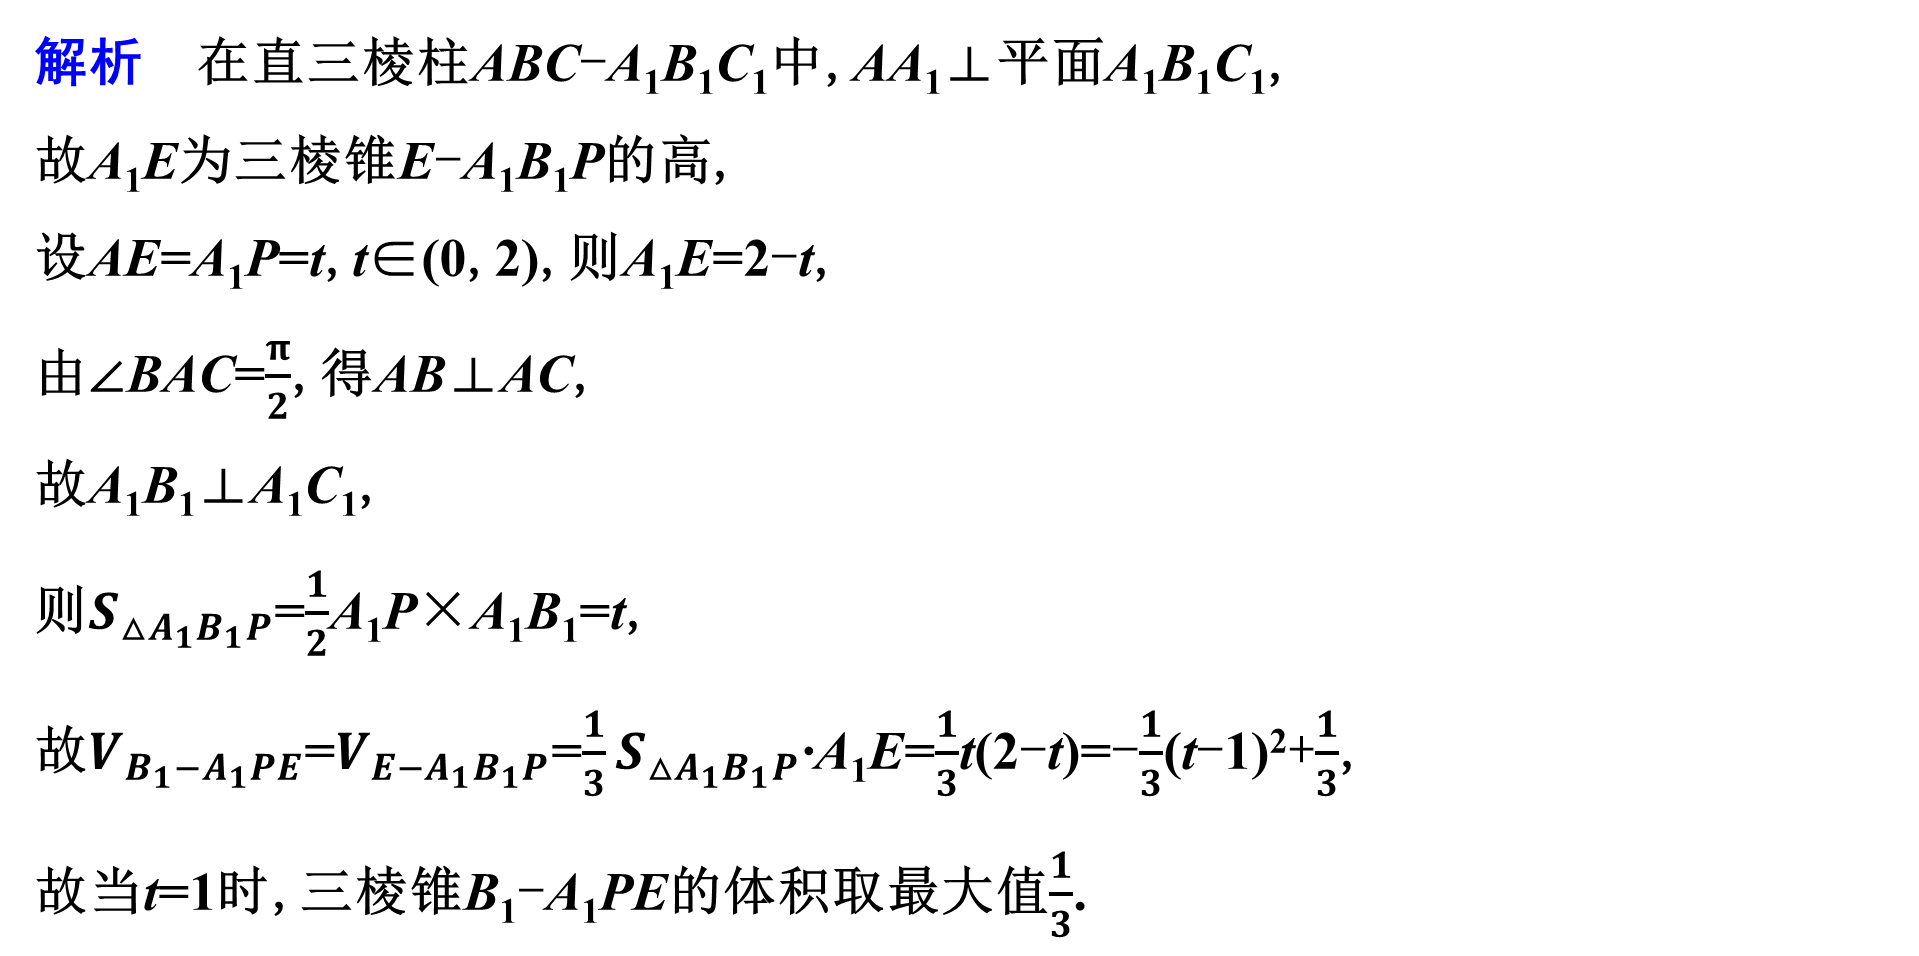 解析 在直三棱柱ABC-A₁B₁C₁中, AA₁⊥平面A₁B₁C₁,
故A₁E为三棱锥E-A₁B₁P的高,
设AE=A₁P=t, t∈(0, 2), 则A₁E=2-t,
由∠BAC=π/2, 得AB⊥AC,
故A₁B₁⊥A₁C₁,
则S△A₁B₁P=1/2A₁P×A₁B₁=t,
故V B₁-A₁PE=V E-A₁B₁P=1/3 S△A₁B₁P·A₁E=1/3t(2-t)=-1/3(t-1)²+1/3,
故当t=1时, 三棱锥B₁-A₁PE的体积取最大值1/3.